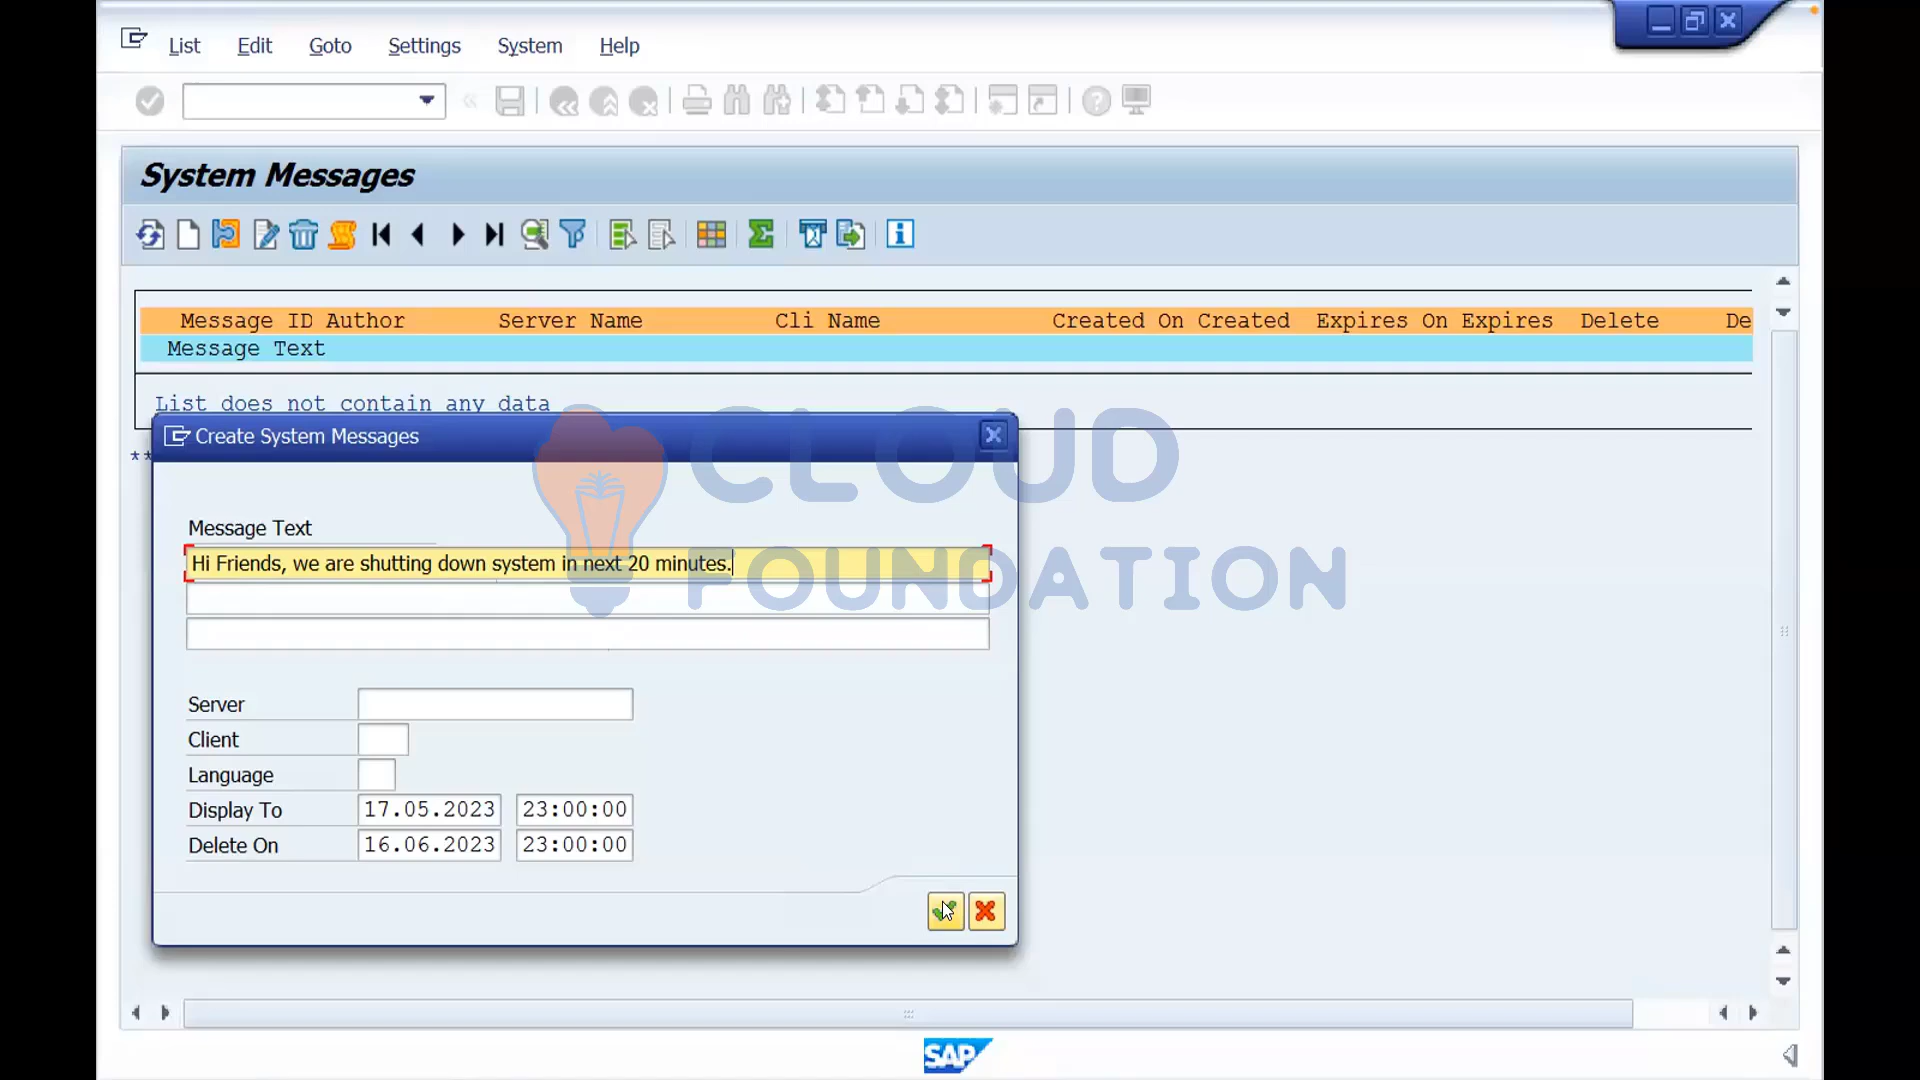 List Edit Goto Settings System Help
System Messages
Message ID Author Server Name Cli Name Created On Created Expires On Expires Delete De
Message Text
List does not contain any data
**
Create System Messages
CLOUD
FOUNDATION
Message Text
Hi Friends, we are shutting down system in next 20 minutes.
Server
Client
Language
Display To 17.05.2023 23:00:00
Delete On 16.06.2023 23:00:00
SAP